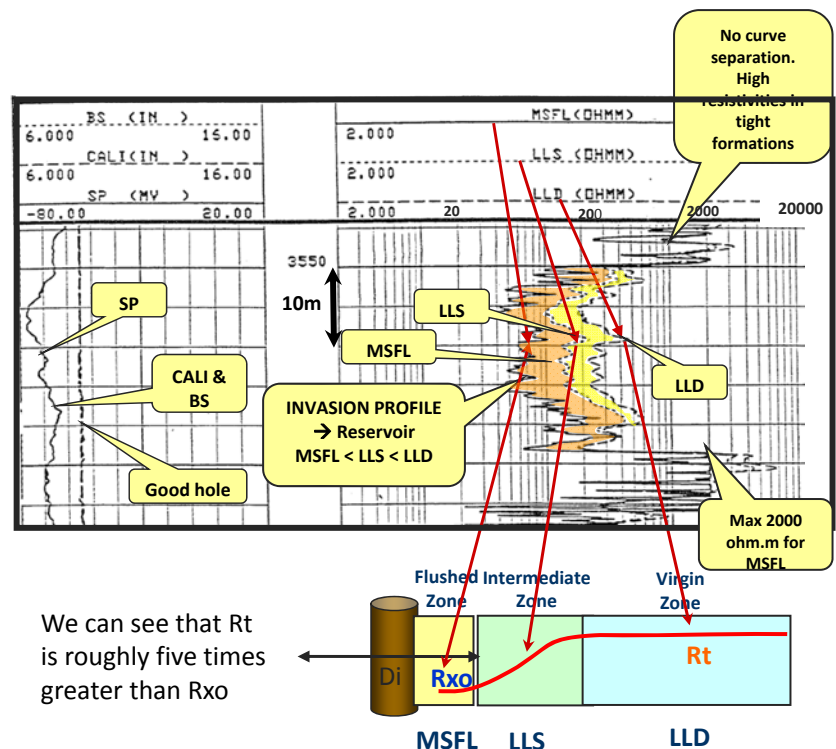 No curve
separation.
High
resistivities in
tight
formations
BS (IN )
6.000 16.00
CALI(IN )
6.000 16.00
SP (MV )
-80.00 20.00
MSFL(OHMM)
2.000
LLS (OHMM)
2.000
LLD (OHMM)
2.000 20 200 2000 20000
3550
10m
SP
CALI &
BS
Good hole
LLS
MSFL
LLD
INVASION PROFILE
→ Reservoir
MSFL < LLS < LLD
Max 2000
ohm.m for
MSFL
Flushed
Zone
Intermediate
Zone
Virgin
Zone
We can see that Rt
is roughly five times
greater than Rxo
Di
Rxo
Rt
MSFL LLS LLD